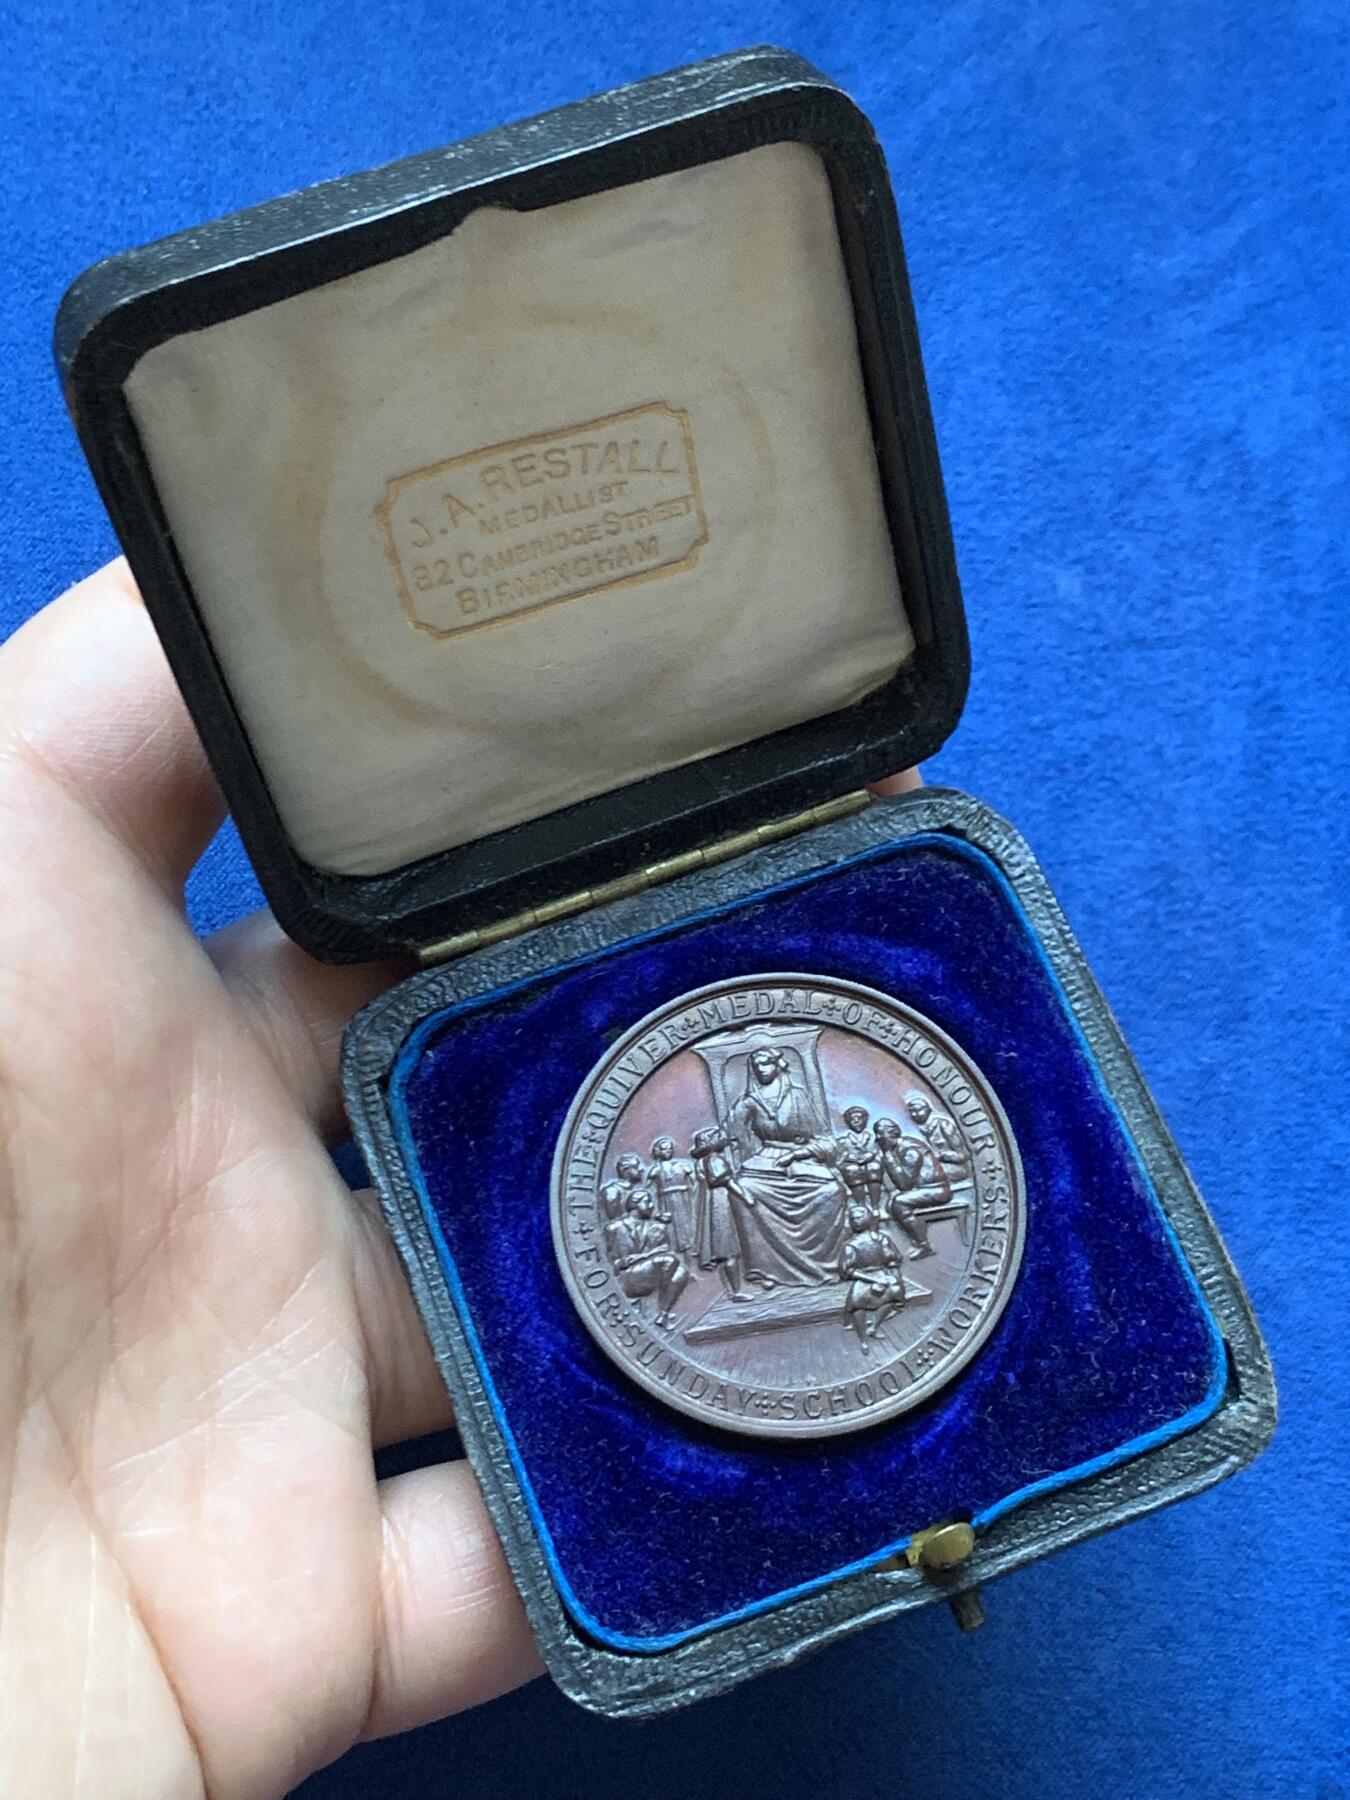 J. A. RESTALL
MEDALLIST
82 CAMBRIDGE STREET
BIRMINGHAM
THE QUIVER MEDAL OF HONOUR
FOR SUNDAY SCHOOL WORKERS